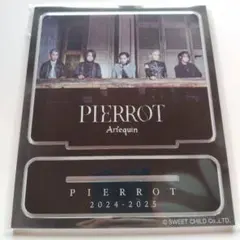 PIERROT
Arlequin
PIERROT
2024-2025
© SWEET CHILD Co.,LTD.